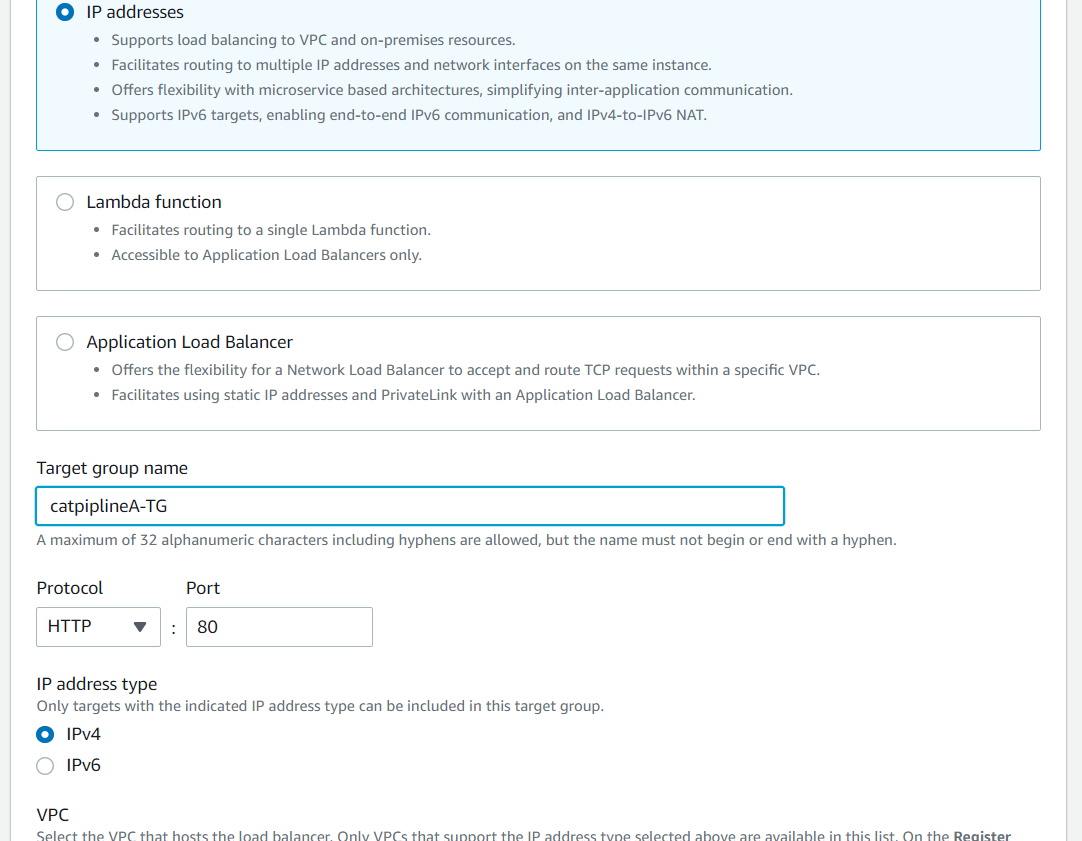 IP addresses
• Supports load balancing to VPC and on-premises resources.
• Facilitates routing to multiple IP addresses and network interfaces on the same instance.
• Offers flexibility with microservice based architectures, simplifying inter-application communication.
• Supports IPv6 targets, enabling end-to-end IPv6 communication, and IPv4-to-IPv6 NAT.
Lambda function
• Facilitates routing to a single Lambda function.
• Accessible to Application Load Balancers only.
Application Load Balancer
• Offers the flexibility for a Network Load Balancer to accept and route TCP requests within a specific VPC.
• Facilitates using static IP addresses and PrivateLink with an Application Load Balancer.
Target group name
catpiplineA-TG
A maximum of 32 alphanumeric characters including hyphens are allowed, but the name must not begin or end with a hyphen.
Protocol Port
HTTP : 80
IP address type
Only targets with the indicated IP address type can be included in this target group.
IPv4
IPv6
VPC
Select the VPC that hosts the load balancer. Only VPCs that support the IP address type selected above are available in this list. On the Register